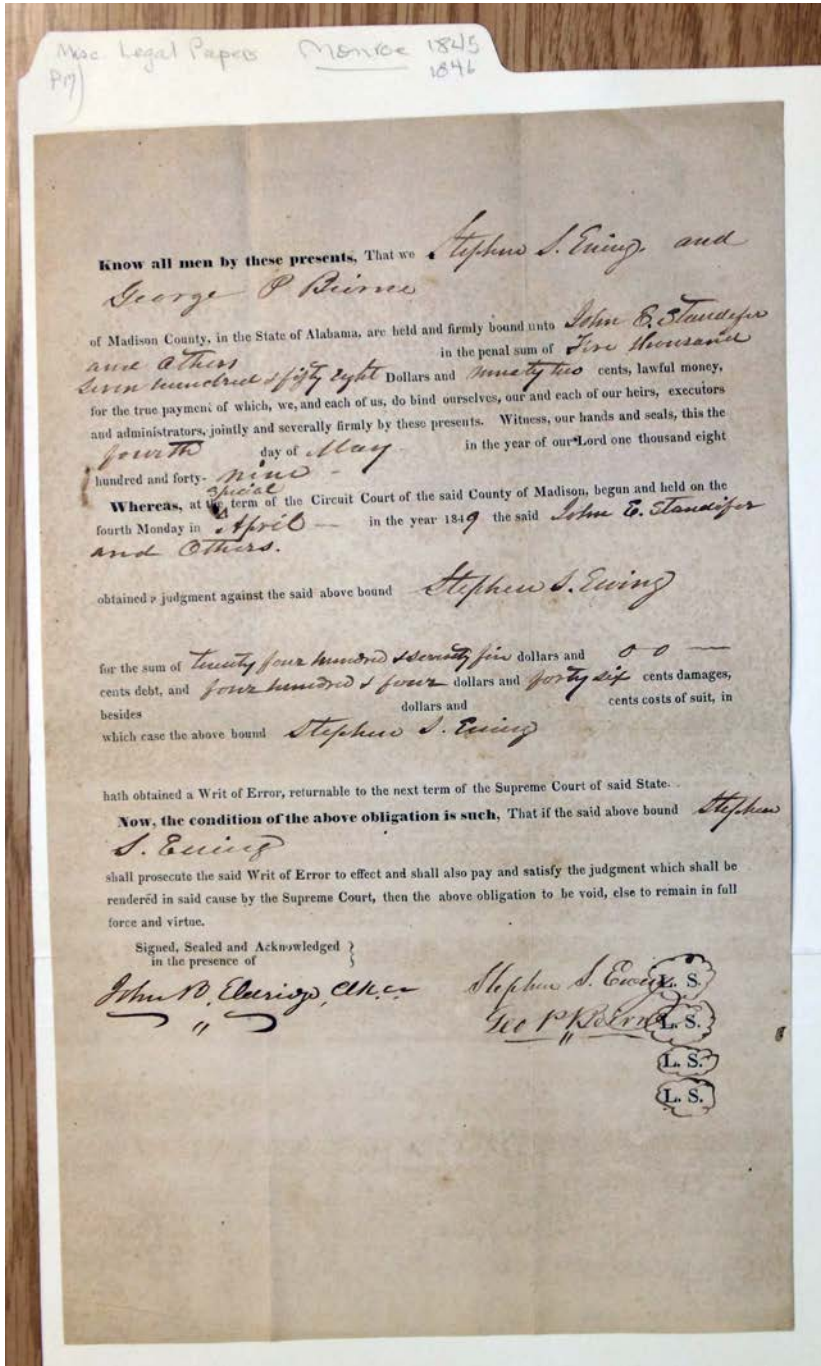 Misc Legal Papers Monroe 1845
1846
Know all men by these presents, That we Stephen S. Ewing and
George P Beirne
of Madison County, in the State of Alabama, are held and firmly bound unto John E. Standifer
and Others in the penal sum of Five thousand
Seven hundred & fifty Eight Dollars and ninety two cents, lawful money,
for the true payment of which, we, and each of us, do bind ourselves, our and each of our heirs, executors
and administrators, jointly and severally firmly by these presents. Witness, our hands and seals, this the
fourth day of May in the year of our Lord one thousand eight
hundred and forty- nine -
Special
Whereas, at the term of the Circuit Court of the said County of Madison, begun and held on the
fourth Monday in April — in the year 1849 the said John E. Standifer
and Others.
obtained a judgment against the said above bound Stephen S. Ewing
for the sum of twenty four hundred & seventy five dollars and 0 0 —
cents debt, and four hundred & four dollars and forty six cents damages,
besides dollars and cents costs of suit, in
which case the above bound Stephen S. Ewing
hath obtained a Writ of Error, returnable to the next term of the Supreme Court of said State.
Now, the condition of the above obligation is such, That if the said above bound Stephen
S. Ewing
shall prosecute the said Writ of Error to effect and shall also pay and satisfy the judgment which shall be
rendered in said cause by the Supreme Court, then the above obligation to be void, else to remain in full
force and virtue.
Signed, Sealed and Acknowledged
in the presence of
John B. Stephen S. Ewing L. S.
Geo P Beirne L. S.
L. S.
L. S.